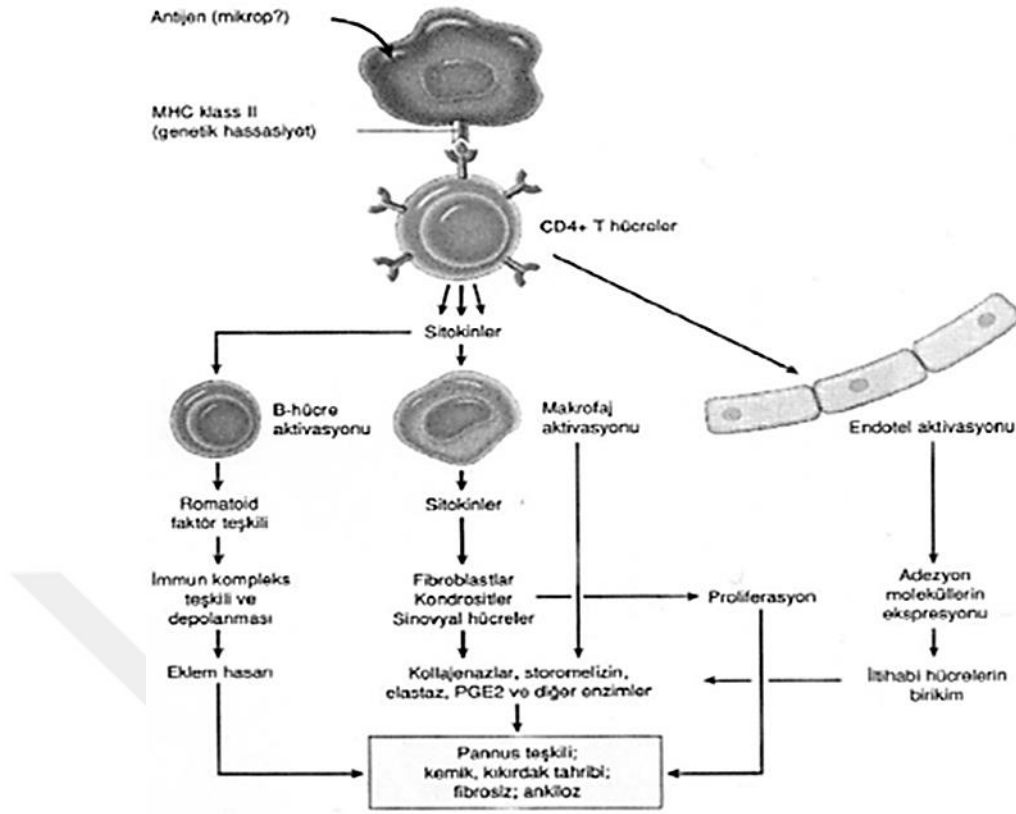 Antijen (mikrop?)
MHC klass II
(genetik hassasiyet)
CD4+ T hücreler
Sitokinler
B-hücre
aktivasyonu
Makrofaj
aktivasyonu
Endotel aktivasyonu
Romatoid
faktör teşkili
Sitokinler
İmmun kompleks
teşkili ve
depolanması
Fibroblastlar
Kondrositler
Sinovyal hücreler
Proliferasyon
Adezyon
moleküllerin
ekspresyonu
Eklem hasarı
Kollajenazlar, storomelizin,
elastaz, PGE2 ve diğer enzimler
İltihabi hücrelerin
birikim
Pannus teşkili;
kemik, kıkırdak tahribi;
fibrosiz; ankiloz